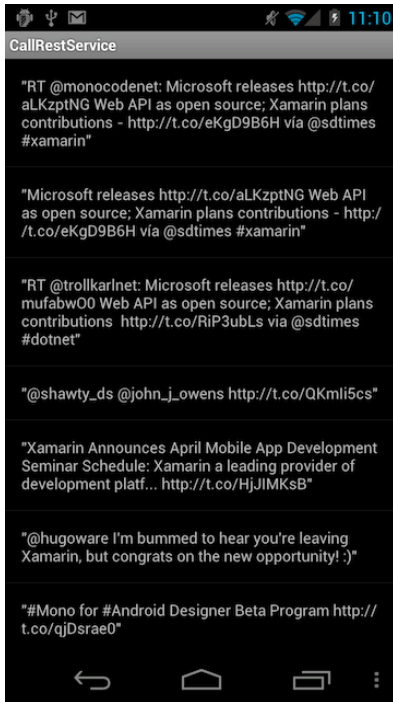 11:10
CallRestService
"RT @monocodenet: Microsoft releases http://t.co/
aLKzptNG Web API as open source; Xamarin plans
contributions - http://t.co/eKgD9B6H vía @sdtimes
#xamarin"
"Microsoft releases http://t.co/aLKzptNG Web API
as open source; Xamarin plans contributions - http:/
/t.co/eKgD9B6H vía @sdtimes #xamarin"
"RT @trollkarlnet: Microsoft releases http://t.co/
mufabwO0 Web API as open source; Xamarin plans
contributions  http://t.co/RiP3ubLs via @sdtimes
#dotnet"
"@shawty_ds @john_j_owens http://t.co/QKmIi5cs"
"Xamarin Announces April Mobile App Development
Seminar Schedule: Xamarin a leading provider of
development platf... http://t.co/HjJIMKsB"
"@hugoware I'm bummed to hear you're leaving
Xamarin, but congrats on the new opportunity! :)"
"#Mono for #Android Designer Beta Program http://
t.co/qjDsrae0"